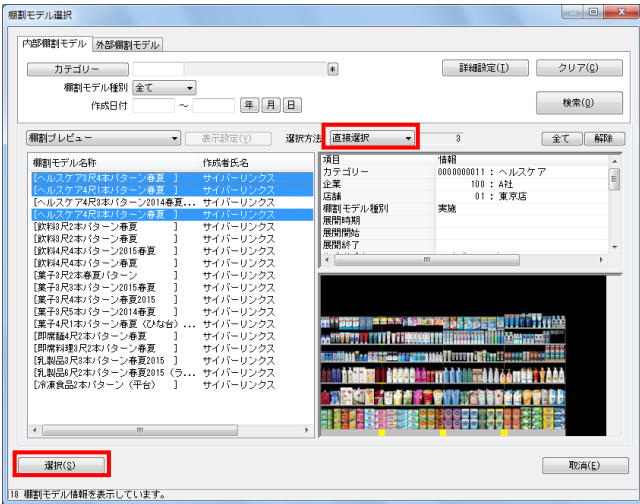 棚割モデル選択
内部棚割モデル 外部棚割モデル
カテゴリー * 詳細設定(I) クリア(C)
棚割モデル種別 全て
作成日付 ～ 年 月 日 検索(Q)
棚割プレビュー 表示設定(V) 選択方法 直接選択 3 全て 解除
棚割モデル名称 作成者氏名
[ヘルスケア3尺4本パターン春夏 ] サイバーリンクス
[ヘルスケア4尺1本パターン春夏 ] サイバーリンクス
[ヘルスケア4尺3本パターン2014春夏... サイバーリンクス
[ヘルスケア4尺3本パターン春夏 ] サイバーリンクス
[飲料3尺2本パターン春夏 ] サイバーリンクス
[飲料9尺2本パターン春夏 ] サイバーリンクス
[飲料4尺4本パターン2015春夏 ] サイバーリンクス
[飲料4尺4本パターン春夏 ] サイバーリンクス
[菓子3尺2本春夏パターン ] サイバーリンクス
[菓子3尺3本パターン2015春夏 ] サイバーリンクス
[菓子3尺4本パターン春夏2015 ] サイバーリンクス
[菓子3尺5本パターン2014春夏 ] サイバーリンクス
[菓子4尺1本パターン春夏（ひな台）... サイバーリンクス
[即席麺4尺2本パターン春夏 ] サイバーリンクス
[即席料理3尺2本パターン春夏 ] サイバーリンクス
[乳製品6尺2本パターン春夏2015 ] サイバーリンクス
[乳製品8尺2本パターン春夏2015（ラ... サイバーリンクス
[冷凍食品2本パターン（平台） ] サイバーリンクス
項目 情報
カテゴリー 0000000011 : ヘルスケア
企業 100 : A社
店舗 01 : 東京店
棚割モデル種別 実施
展開時期
展開開始
展開終了
選択(S) 取消(E)
18 棚割モデル情報を表示しています。